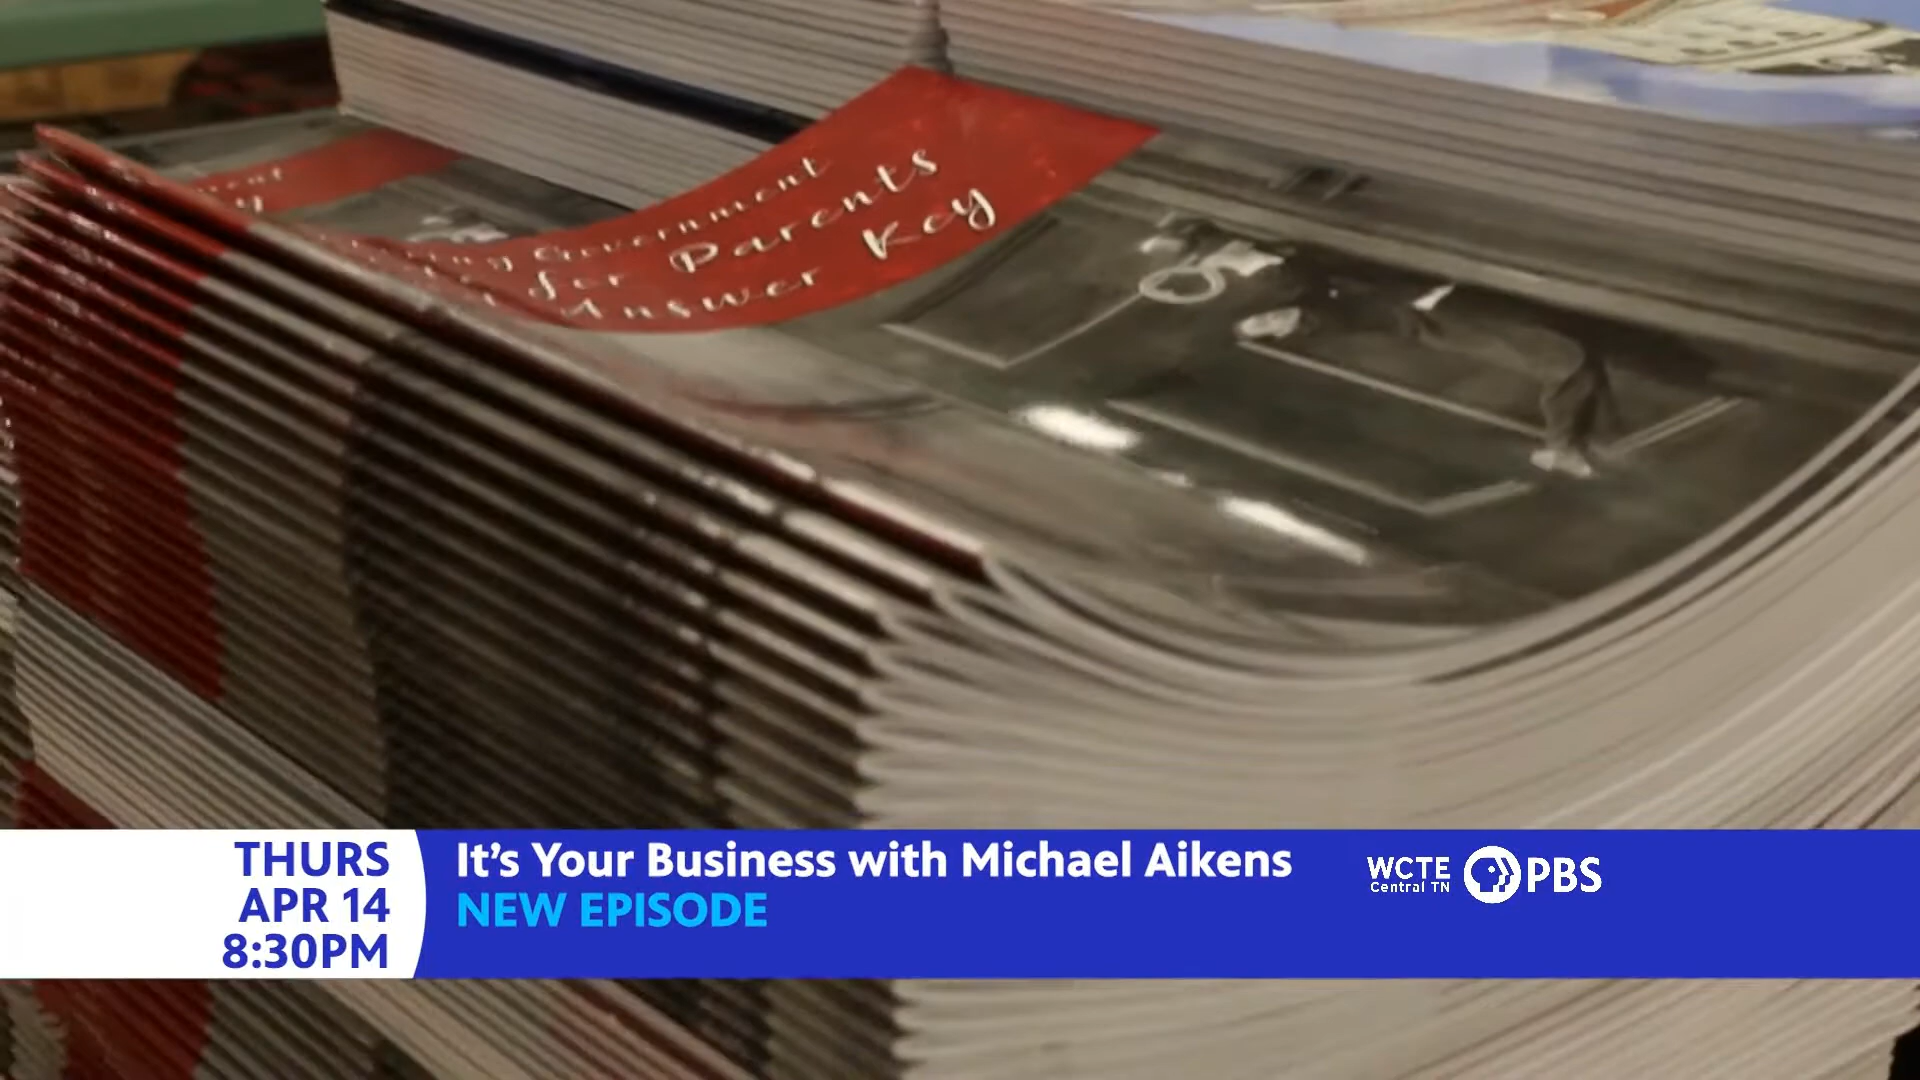 Government
for Parents
Answer Key
THURS
APR 14
8:30PM
It's Your Business with Michael Aikens
NEW EPISODE
WCTE
Central TN
PBS